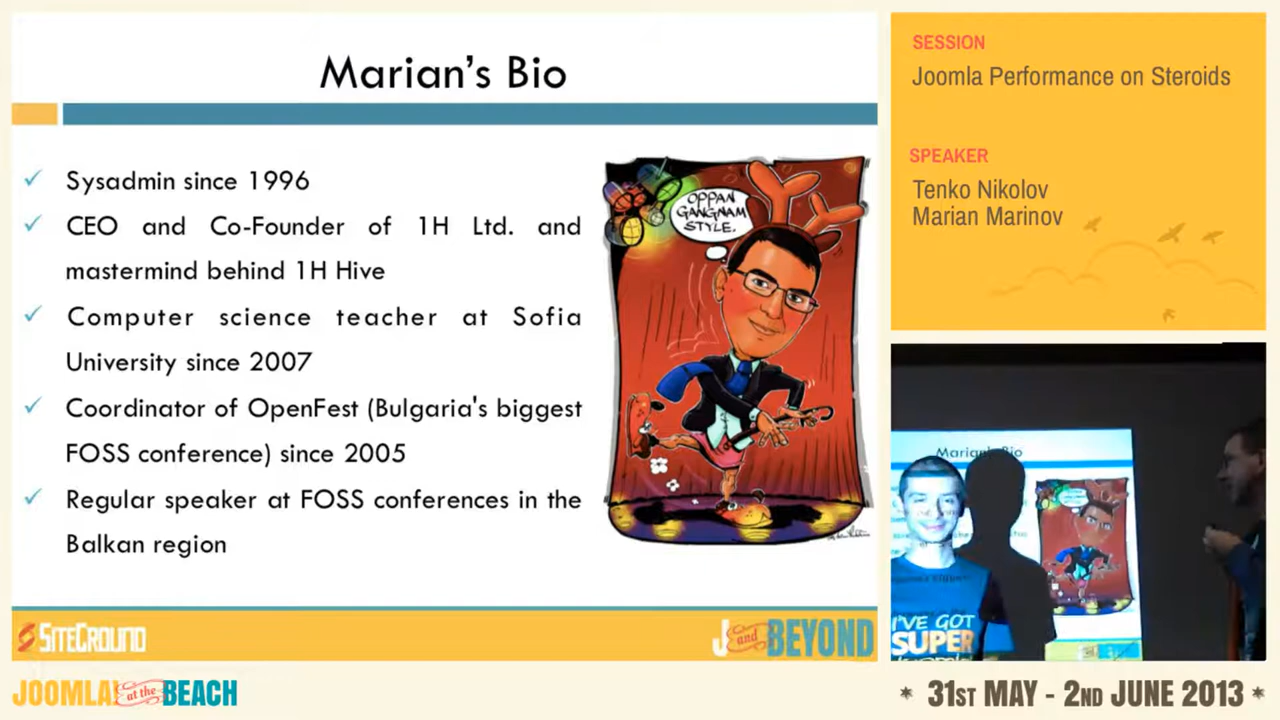 Marian's Bio
Sysadmin since 1996
CEO and Co-Founder of 1H Ltd. and
mastermind behind 1H Hive
Computer science teacher at Sofia
University since 2007
Coordinator of OpenFest (Bulgaria's biggest
FOSS conference) since 2005
Regular speaker at FOSS conferences in the
Balkan region
OPPAN
GANGNAM
STYLE.
SITEGROUND
J and BEYOND
SESSION
Joomla Performance on Steroids
SPEAKER
Tenko Nikolov
Marian Marinov
Marian's Bio
I'VE GOT
SUPER
JOOMLA! at the BEACH
* 31ST MAY - 2ND JUNE 2013 *